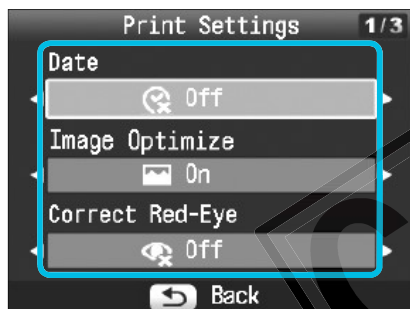 Print Settings 1/3
Date
Off
Image Optimize
On
Correct Red-Eye
Off
Back